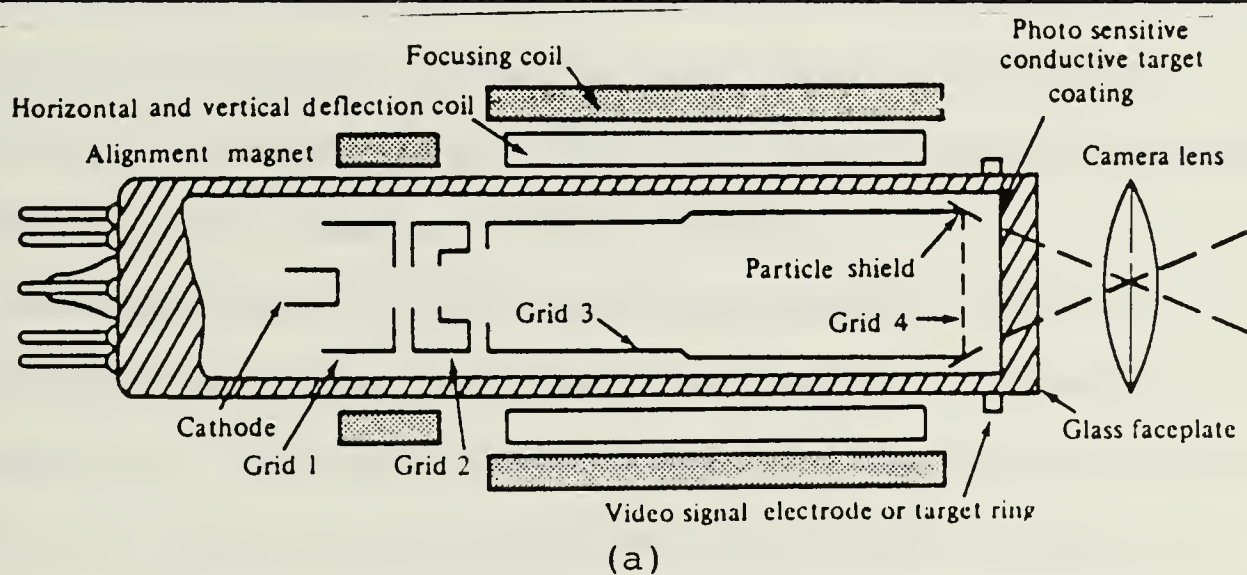 Photo sensitive
conductive target
coating
Focusing coil
Horizontal and vertical deflection coil
Alignment magnet
Camera lens
Particle shield
Grid 3
Grid 4
Cathode
Grid 1
Grid 2
Glass faceplate
Video signal electrode or target ring
(a)